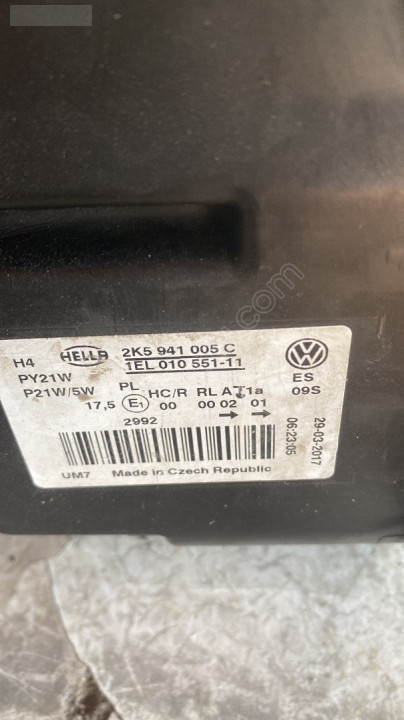 H4 HELLA 2K5 941 005 C
1EL 010 551-11
PY21W
P21W/5W
ES
09S
PL HC/R RL A 1a
17,5 E1 00 00 02 01
2992
06:23:05
29-03-2017
UM7 Made in Czech Republic